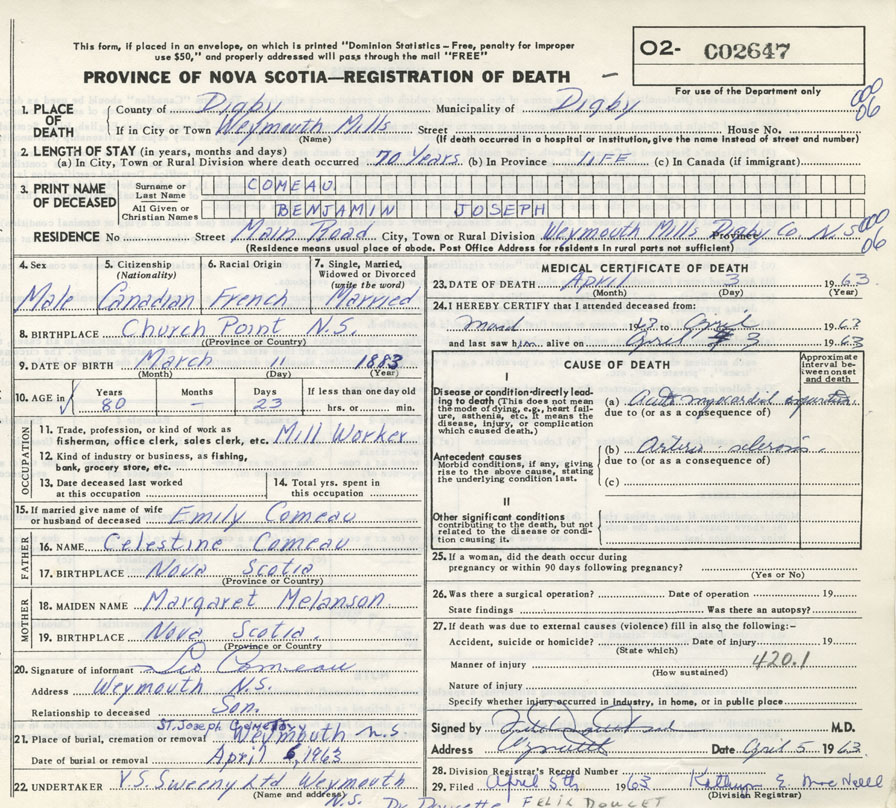 This form, if placed in an envelope, on which is printed "Dominion Statistics – Free, penalty for improper
use $50," and properly addressed will pass through the mail "FREE"
O2- C02647
PROVINCE OF NOVA SCOTIA—REGISTRATION OF DEATH
For use of the Department only
000
06
1. PLACE OF DEATH
County of Digby Municipality of Digby
If in City or Town Weymouth Mills Street House No.
(Name) (If death occurred in a hospital or institution, give the name instead of street and number)
2. LENGTH OF STAY (in years, months and days)
(a) In City, Town or Rural Division where death occurred 70 Years (b) In Province LIFE (c) In Canada (if immigrant)
3. PRINT NAME OF DECEASED
Surname or Last Name COMEAU
All Given or Christian Names BENJAMIN JOSEPH
RESIDENCE No Street Main Road City, Town or Rural Division Weymouth Mills Digby Co. Province N.S.
000
06
(Residence means usual place of abode. Post Office Address for residents in rural parts not sufficient)
4. Sex Male
5. Citizenship (Nationality) Canadian
6. Racial Origin French
7. Single, Married, Widowed or Divorced (write the word) Married
8. BIRTHPLACE Church Point N.S.
(Province or Country)
9. DATE OF BIRTH March 11 1883
(Month) (Day) (Year)
10. AGE in Years 80 Months – Days 23 If less than one day old hrs. or min.
OCCUPATION
11. Trade, profession, or kind of work as fisherman, office clerk, sales clerk, etc. Mill Worker
12. Kind of industry or business, as fishing, bank, grocery store, etc.
13. Date deceased last worked at this occupation
14. Total yrs. spent in this occupation
15. If married give name of wife or husband of deceased Emily Comeau
FATHER
16. NAME Celestine Comeau
17. BIRTHPLACE Nova Scotia
(Province or Country)
MOTHER
18. MAIDEN NAME Margaret Melanson
19. BIRTHPLACE Nova Scotia.
(Province or Country)
20. Signature of informant Leo Comeau
Address Weymouth N.S.
Relationship to deceased Son.
St. Joseph Cemetery
21. Place of burial, cremation or removal Weymouth N.S
Date of burial or removal April 6, 1963
22. UNDERTAKER V.S. Sweeny Ltd Weymouth
(Name and address) N.S.
MEDICAL CERTIFICATE OF DEATH
23. DATE OF DEATH April 3 1963
(Month) (Day) (Year)
24. I HEREBY CERTIFY that I attended deceased from:
19 to April 1963
and last saw him alive on April 3 1963
CAUSE OF DEATH
Approximate interval between onset and death
I
Disease or condition directly leading to death (This does not mean the mode of dying, e.g., heart failure, asthenia, etc. It means the disease, injury, or complication which caused death.)
(a) Acute myocardial
due to (or as a consequence of)
Antecedent causes
Morbid conditions, if any, giving rise to the above cause, stating the underlying condition last.
(b) Arterio sclerosis.
due to (or as a consequence of)
(c)
II
Other significant conditions contributing to the death, but not related to the disease or condition causing it.
25. If a woman, did the death occur during pregnancy or within 90 days following pregnancy?
(Yes or No)
26. Was there a surgical operation? Date of operation 19
State findings Was there an autopsy?
27. If death was due to external causes (violence) fill in also the following:-
Accident, suicide or homicide? Date of injury 19
(State which)
Manner of injury 420.1
(How sustained)
Nature of injury
Specify whether injury occurred in industry, in home, or in public place
Signed by M.D.
Address Date April 5 1963
28. Division Registrar's Record Number
29. Filed April 5th 1963 Kathryn E. MacNeill
(Division Registrar)
Dr Doucette FELIX DOUCET